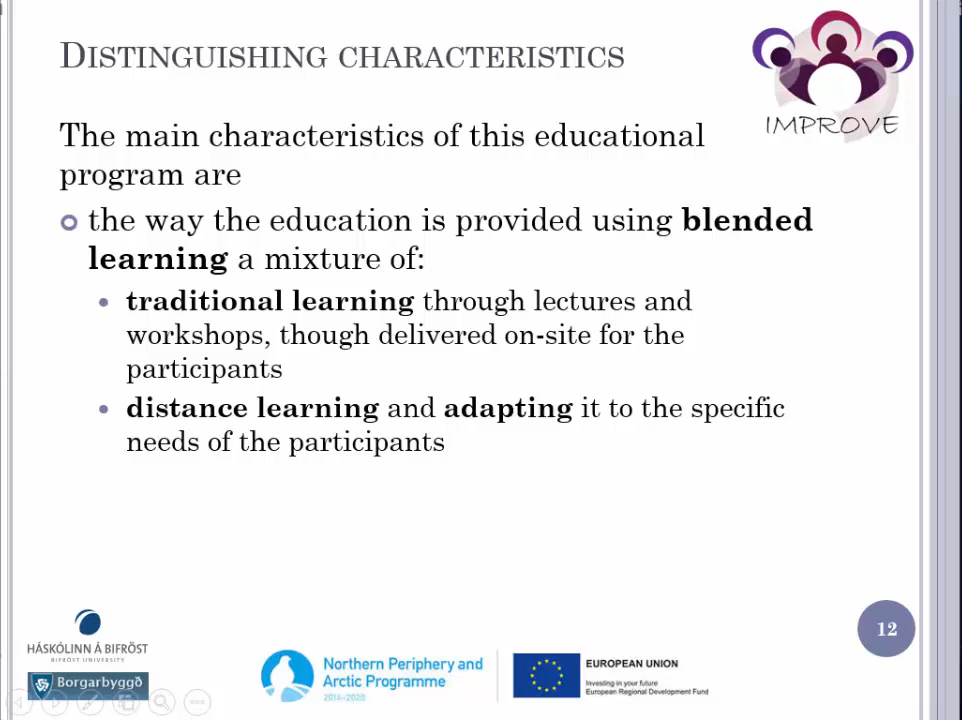 DISTINGUISHING CHARACTERISTICS
IMPROVE
The main characteristics of this educational
program are
the way the education is provided using blended
learning a mixture of:
traditional learning through lectures and
workshops, though delivered on-site for the
participants
distance learning and adapting it to the specific
needs of the participants
12
HÁSKÓLINN Á BIFRÖST
BIFRÖST UNIVERSITY
Borgarbyggð
Northern Periphery and
Arctic Programme
2014–2020
EUROPEAN UNION
Investing in your future
European Regional Development Fund